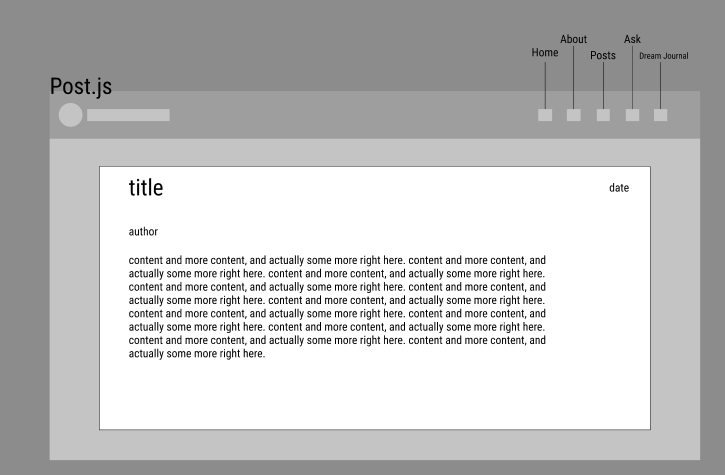 About
Ask
Home
Posts
Dream Journal
Post.js
title
date
author
content and more content, and actually some more right here. content and more content, and
actually some more right here. content and more content, and actually some more right here.
content and more content, and actually some more right here. content and more content, and
actually some more right here. content and more content, and actually some more right here.
content and more content, and actually some more right here. content and more content, and
actually some more right here. content and more content, and actually some more right here.
content and more content, and actually some more right here. content and more content, and
actually some more right here.